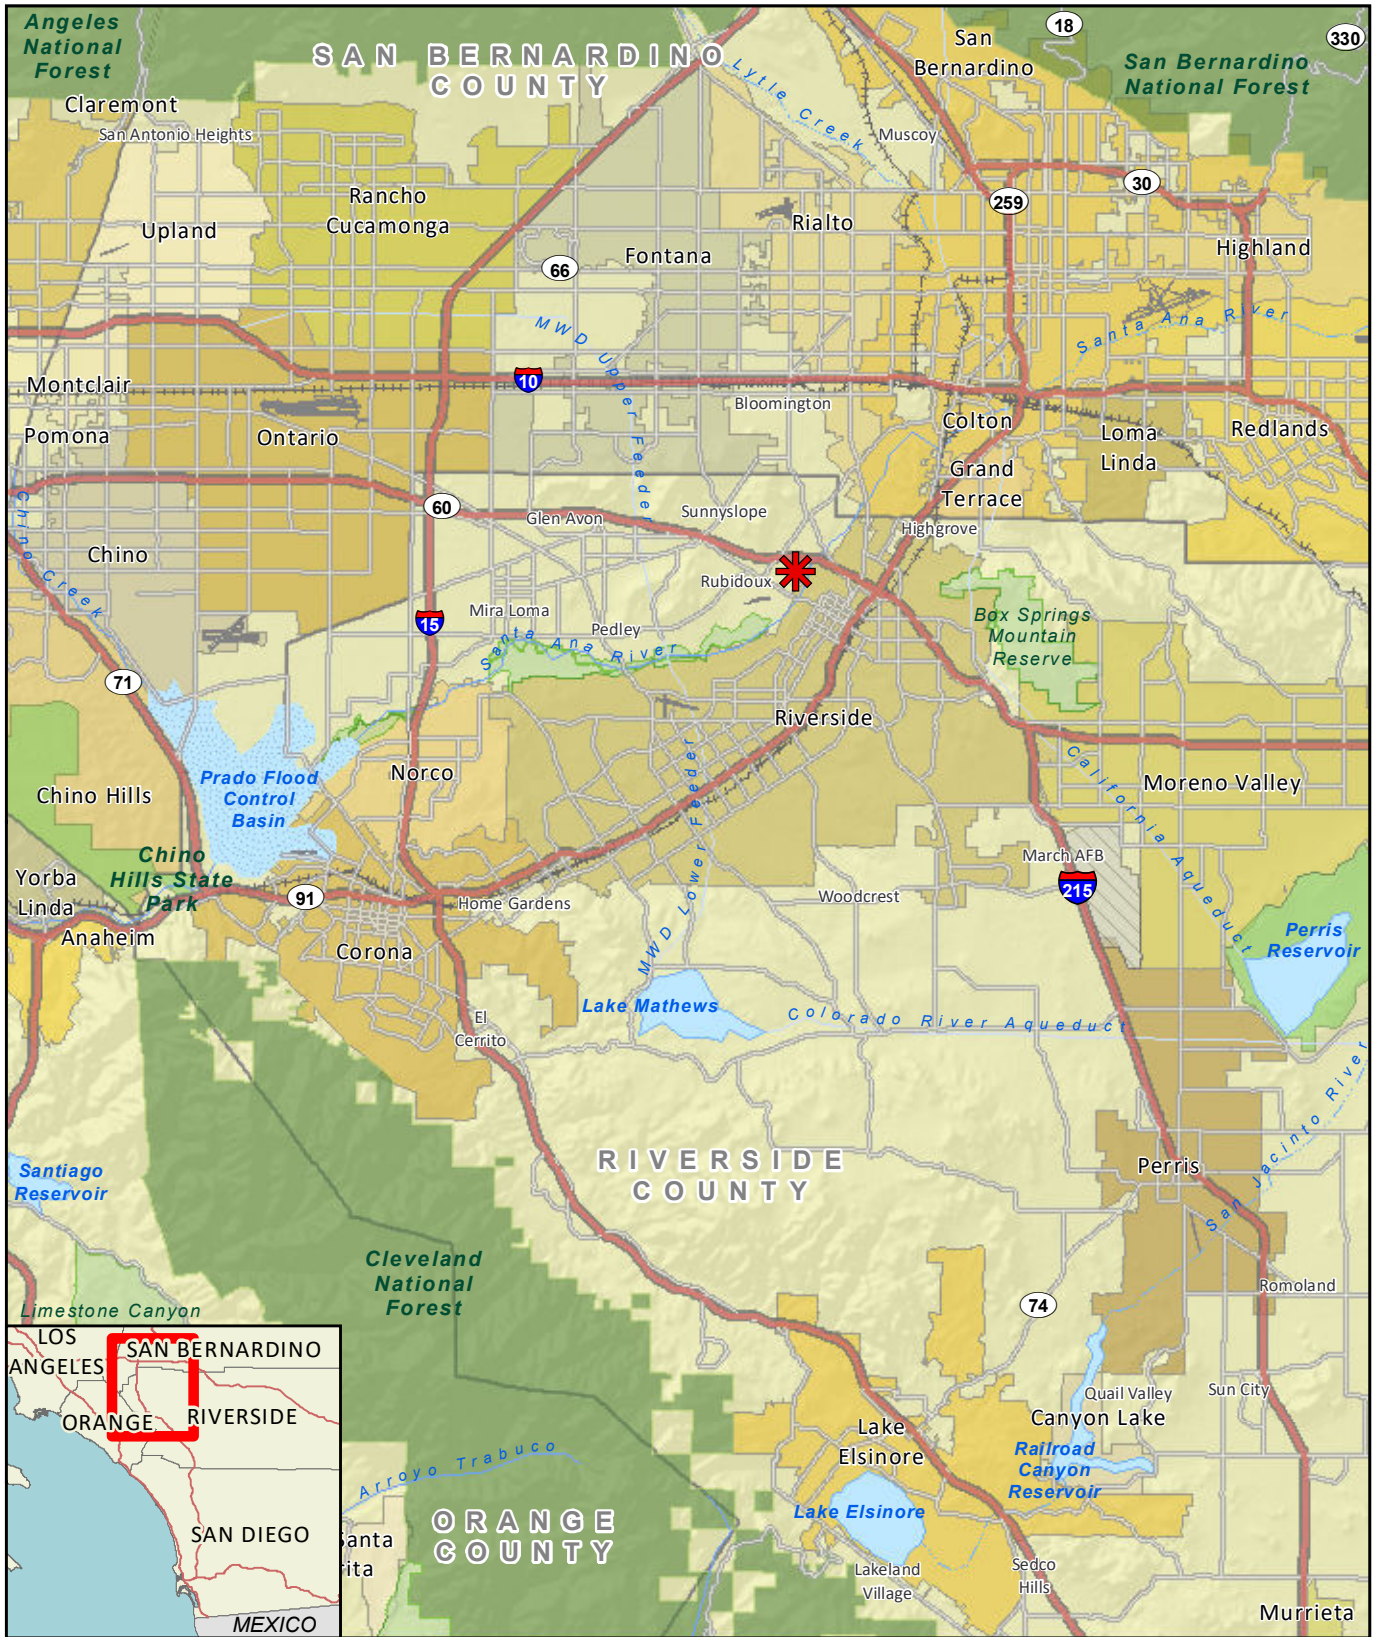 Angeles
National
Forest
SAN BERNARDINO
COUNTY
San
Bernardino
18
330
San Bernardino
National Forest
Claremont
San Antonio Heights
Lytle Creek
Muscoy
Rancho
Cucamonga
Upland
30
259
Rialto
Highland
Fontana
66
MWD Upper Feeder
Santa Ana River
Montclair
10
Bloomington
Pomona
Ontario
Colton
Loma
Linda
Redlands
Grand
Terrace
Chino Creek
60
Glen Avon
Sunnyslope
Highgrove
Chino
Rubidoux
Mira Loma
15
Pedley
Santa Ana River
Box Springs
Mountain
Reserve
71
Riverside
Norco
Prado Flood
Control
Basin
Chino Hills
MWD Lower Feeder
California Aqueduct
Moreno Valley
Chino
Hills State
Park
March AFB
215
Yorba
Linda
91
Home Gardens
Woodcrest
Anaheim
Corona
Perris
Reservoir
Lake Mathews
Colorado River Aqueduct
El
Cerrito
San Jacinto River
RIVERSIDE
COUNTY
Perris
Santiago
Reservoir
Cleveland
National
Forest
Romoland
Limestone Canyon
74
LOS
ANGELES
SAN BERNARDINO
ORANGE
RIVERSIDE
SAN DIEGO
MEXICO
Quail Valley
Sun City
Canyon Lake
Lake
Elsinore
Railroad
Canyon
Reservoir
Arroyo Trabuco
Lake Elsinore
ORANGE
COUNTY
Santa
rita
Lakeland
Village
Sedco
Hills
Murrieta